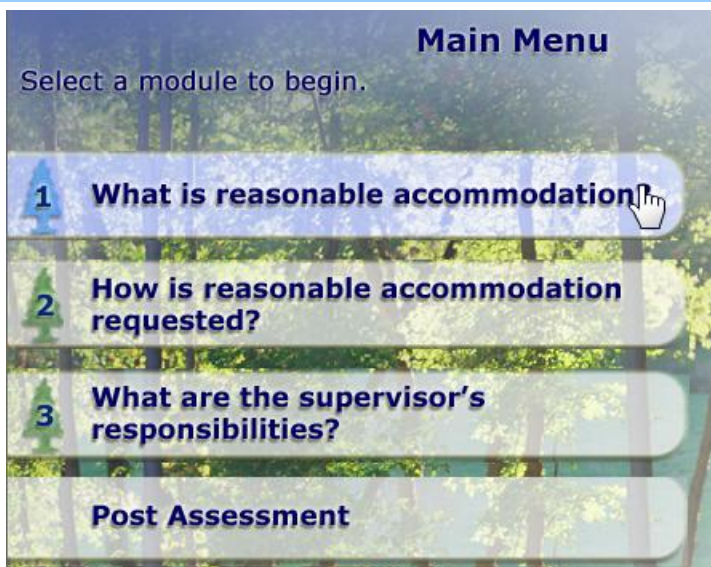 Main Menu
Select a module to begin.
1 What is reasonable accommodation?
2 How is reasonable accommodation
requested?
3 What are the supervisor's
responsibilities?
Post Assessment